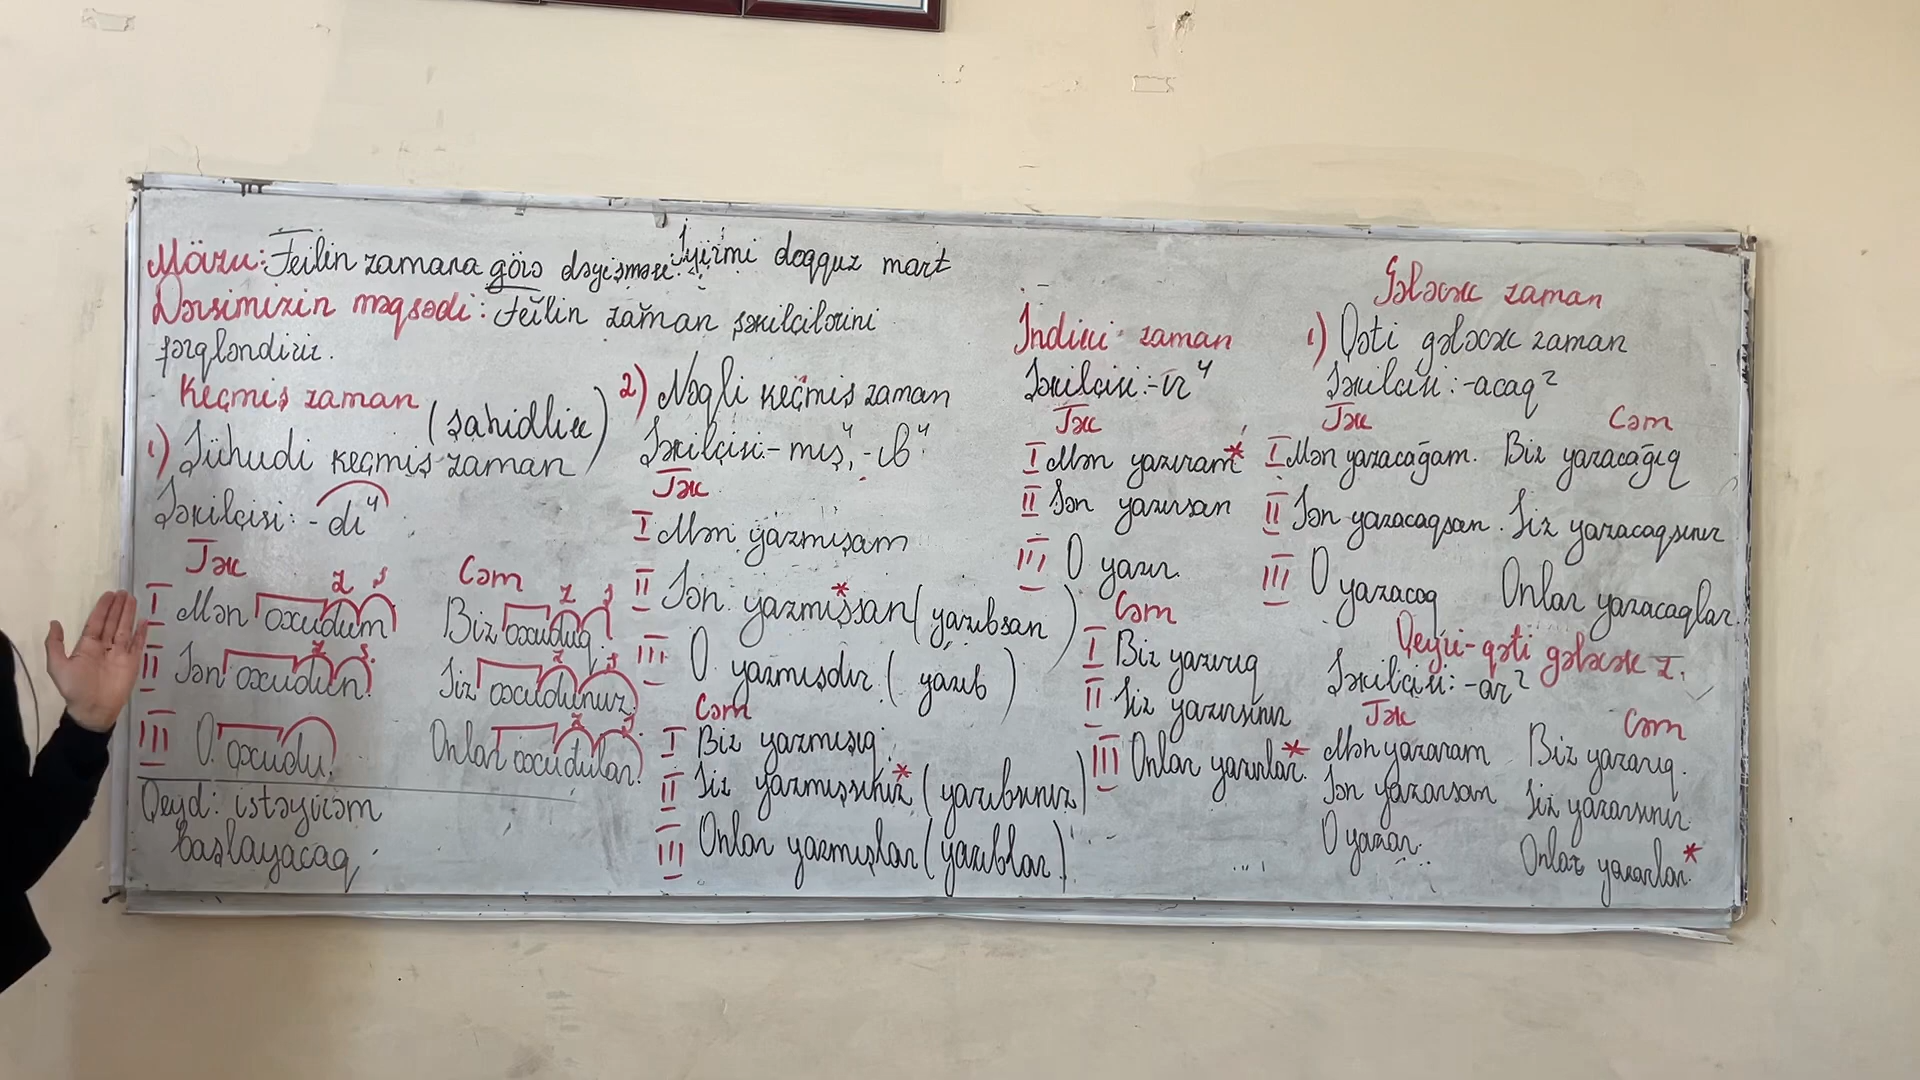 İyirmi doqquz mart
Mövzu: Feilin zamana görə dəyişməsi.
Dərsimizin məqsədi: Feilin zaman şəkilçilərini
fərqləndirir.
Keçmiş zaman
(şahidlik)
1) Şühudi keçmiş zaman
Şəkilçisi: -dı⁴
Tək
I Mən oxudum
II Sən oxudun.
III O oxudu.
Cəm
Biz oxuduq.
Siz oxudunuz.
Onlar oxudular.
Qeyd: istəyirəm
başlayacaq
2) Nəqli keçmiş zaman
Şəkilçisi - mış⁴, -ıb⁴
Tək
I Mən yazmışam
II Sən yazmışsan * (yazıbsan)
III O yazmışdır (yazıb)
Cəm
I Biz yazmışıq.
II Siz yazmışsınız * (yazıbsınız)
III Onlar yazmışlar (yazıblar)
İndiki zaman
Şəkilçisi: -ır⁴
Tək
I Mən yazıram *
II Sən yazırsan
III O yazır.
Cəm
I Biz yazırıq
II Siz yazırsınız
III Onlar yazırlar. *
Gələcək zaman
1) Qəti gələcək zaman
Şəkilçisi: -acaq²
Tək
Cəm
I Mən yazacağam. Biz yazacağıq
II Sən yazacaqsan. Siz yazacaqsınız
III O yazacaq Onlar yazacaqlar.
Qeyri-qəti gələcək z.
Şəkilçisi: -ar²
Tək
Cəm
Mən yazaram Biz yazarıq.
Sən yazarsan Siz yazarsınız.
O yazar. Onlar yazarlar. *